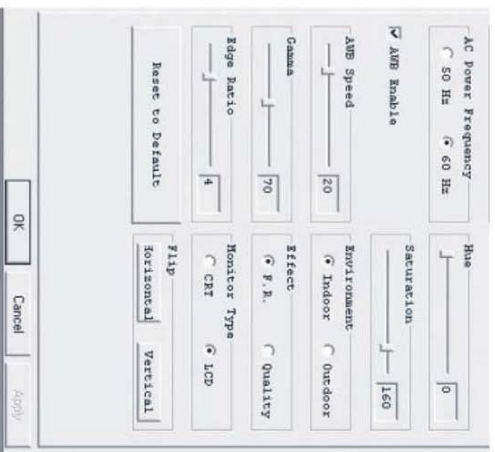 AC Power Frequency
50 Hz 60 Hz
AWB Enable
AWB Speed
20
Gamma
70
Edge Ratio
4
Reset to Default
Hue
0
Saturation
160
Environment
Indoor Outdoor
Effect
F.R. Quality
Monitor Type
CRT LCD
Flip
Horizontal Vertical
OK Cancel Apply